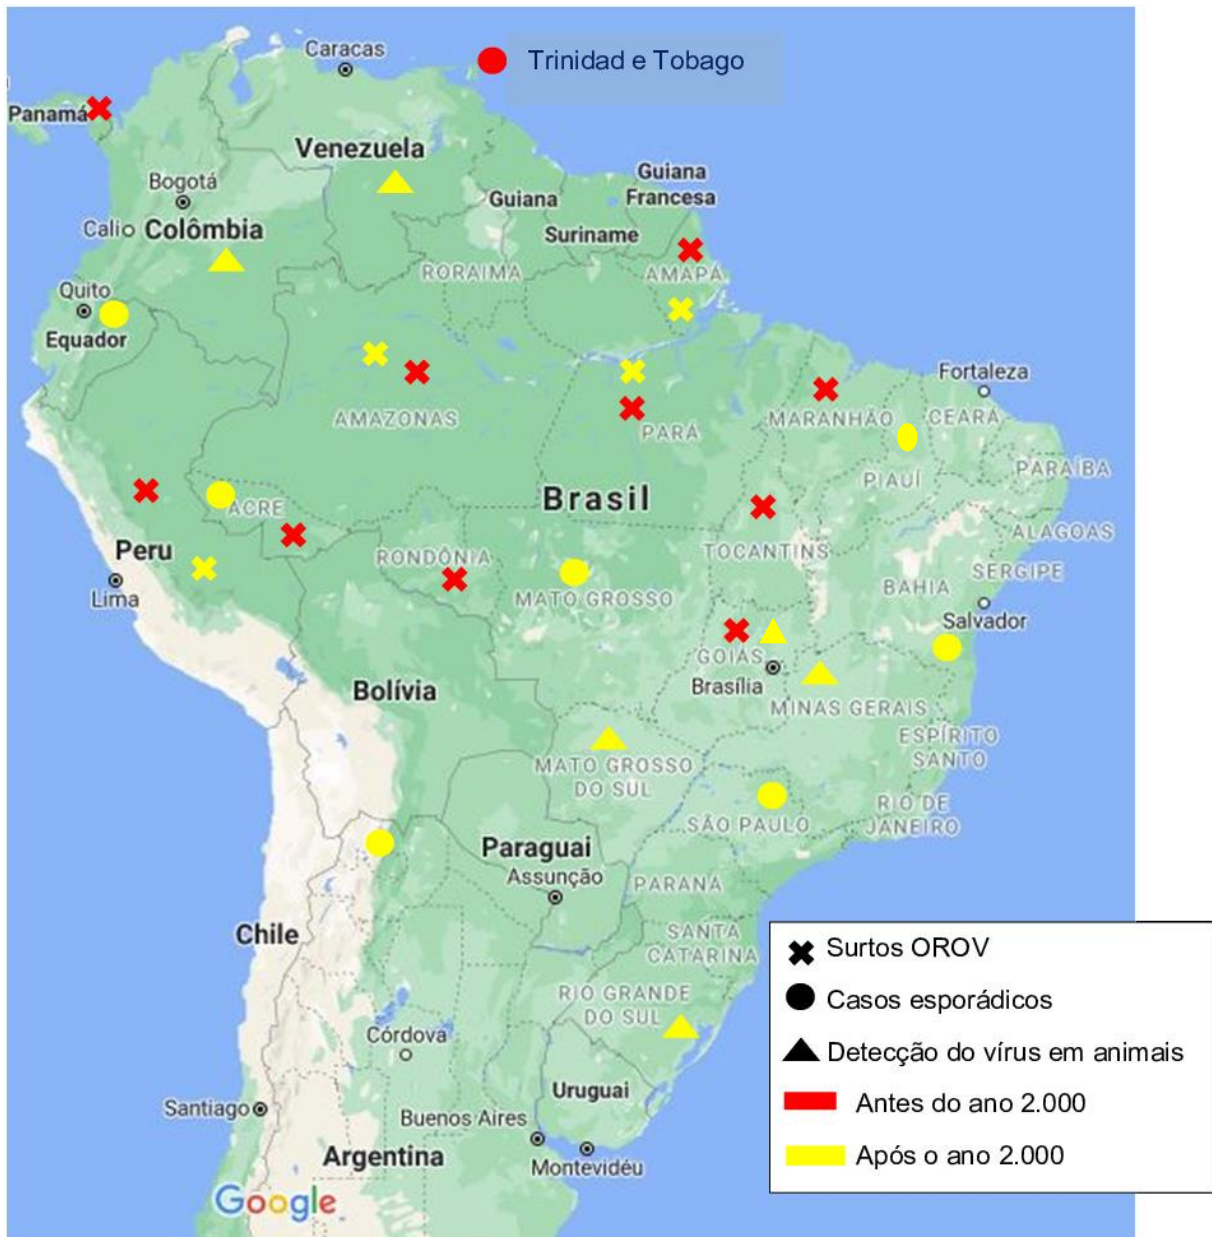 Caracas
Trinidad e Tobago
Panamá
Venezuela
Bogotá
Guiana
Francesa
Guiana
Cali
Colômbia
Suriname
RORAIMA
AMAPÁ
Quito
Equador
Fortaleza
AMAZONAS
PARÁ
MARANHÃO
CEARÁ
PARAÍBA
PIAUÍ
Brasil
ACRE
ALAGOAS
Peru
RONDÔNIA
TOCANTINS
SERGIPE
BAHIA
Lima
MATO GROSSO
Salvador
GOIÁS
Brasília
Bolívia
MINAS GERAIS
ESPÍRITO
SANTO
MATO GROSSO
DO SUL
RIO DE
JANEIRO
SÃO PAULO
Paraguai
Assunção
PARANÁ
Chile
SANTA
CATARINA
RIO GRANDE
DO SUL
Córdova
Uruguai
Santiago
Buenos Aires
Argentina
Montevidéu
Google
Surtos OROV
Casos esporádicos
Detecção do vírus em animais
Antes do ano 2.000
Após o ano 2.000